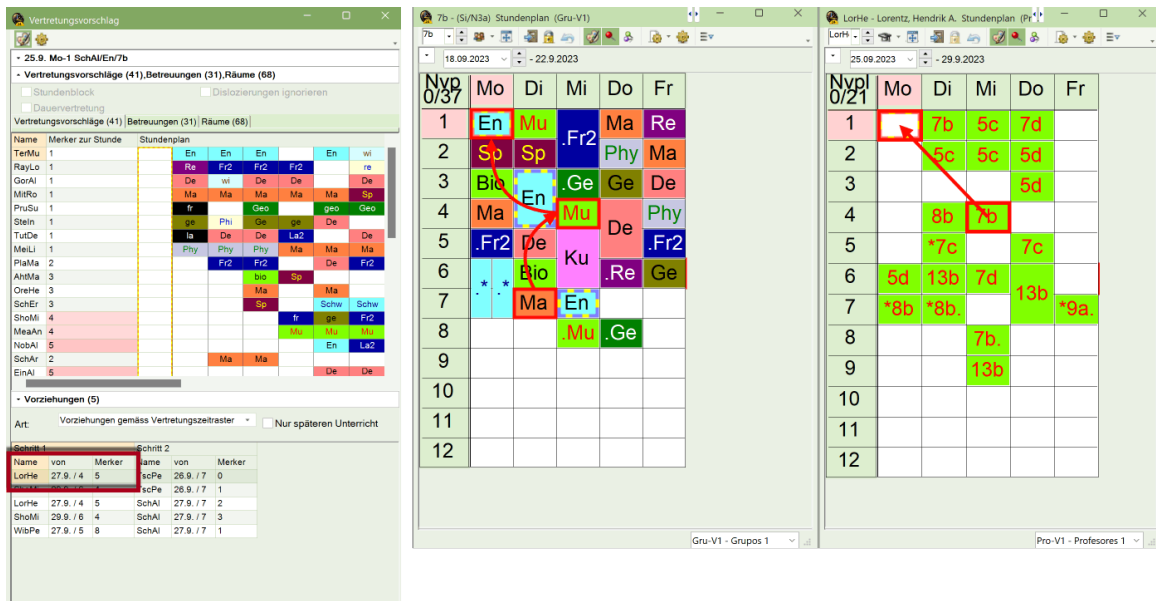 Vertretungsvorschlag
25.9. Mo-1 SchAl/En/7b
Vertretungsvorschläge (41),Betreuungen (31),Räume (68)
Stundenblock Dislozierungen ignorieren
Dauervertretung
Vertretungsvorschläge (41) Betreuungen (31) Räume (68)
Name Merker zur Stunde Stundenplan
TerMu 1 En En En En wi
RayLo 1 Re Fr2 Fr2 Fr2 re
GorAl 1 De wi De De De
MitRo 1 Ma Ma Ma Ma Ma Sp
PruSu 1 fr Geo geo Geo
SteIn 1 ge Phi Ge ge De
TutDe 1 la De De La2 De
MeiLi 1 Phy Phy Phy Ma Ma Ma
PlaMa 2 Fr2 Fr2 De Fr2
AhtMa 3 bio Sp
OreHe 3 Ma Ma
SchEr 3 Sp Schw Schw
ShoMi 4 fr ge Fr2
MeaAn 4 Mu Mu Mu
NobAl 5 En La2
SchAr 2 Ma Ma
EinAl 5 De De
Vorziehungen (5)
Art: Vorziehungen gemäss Vertretungszeitraster Nur späteren Unterricht
Schritt 1 Schritt 2
Name von Merker Name von Merker
LorHe 27.9. / 4 5 TscPe 26.9. / 7 0
TscPe 26.9. / 7 1
LorHe 27.9. / 4 5 SchAl 27.9. / 7 2
ShoMi 29.9. / 6 4 SchAl 27.9. / 7 3
WibPe 27.9. / 5 8 SchAl 27.9. / 7 1
7b - (Si/N3a) Stundenplan (Gru-V1)
7b
18.09.2023 - 22.9.2023
Nvp 0/37 Mo Di Mi Do Fr
1 En Mu .Fr2 Ma Re
2 Sp Sp Phy Ma
3 Bio En .Ge Ge De
4 Ma Mu De Phy
5 .Fr2 De Ku .Fr2
6 .* .* Bio .Re Ge
7 Ma En
8 .Mu .Ge
9
10
11
12
Gru-V1 - Grupos 1
LorHe - Lorentz, Hendrik A. Stundenplan (Pr
LorH
25.09.2023 - 29.9.2023
Nvpl 0/21 Mo Di Mi Do Fr
1 7b 5c 7d
2 5c 5c 5d
3 5d
4 8b 7b
5 *7c 7c
6 5d 13b 7d 13b
7 *8b *8b. *9a.
8 7b.
9 13b
10
11
12
Pro-V1 - Profesores 1